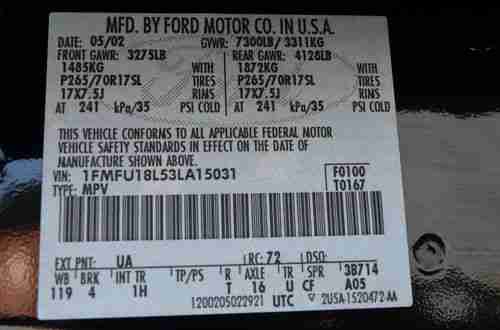 MFD. BY FORD MOTOR CO. IN U.S.A.
DATE: 05/02 GVWR: 7300LB/ 3311KG
FRONT GAWR: 3275LB REAR GAWR: 4128LB
1485KG WITH 1872KG WITH
P265/70R17SL TIRES P265/70R17SL TIRES
17X7.5J RIMS 17X7.5J RIMS
AT 241 kPa/35 PSI COLD AT 241 kPa/35 PSI COLD
THIS VEHICLE CONFORMS TO ALL APPLICABLE FEDERAL MOTOR
VEHICLE SAFETY STANDARDS IN EFFECT ON THE DATE OF
MANUFACTURE SHOWN ABOVE.
VIN: 1FMFU18L53LA15031 F0100
TYPE: MPV T0167
EXT PNT: UA RC: 72 DSO:
WB BRK INT TR TP/PS R AXLE TR SPR 3B714
119 4 1H T 16 U CF A05
1200205022921 UTC 2U5A-1520472-AA